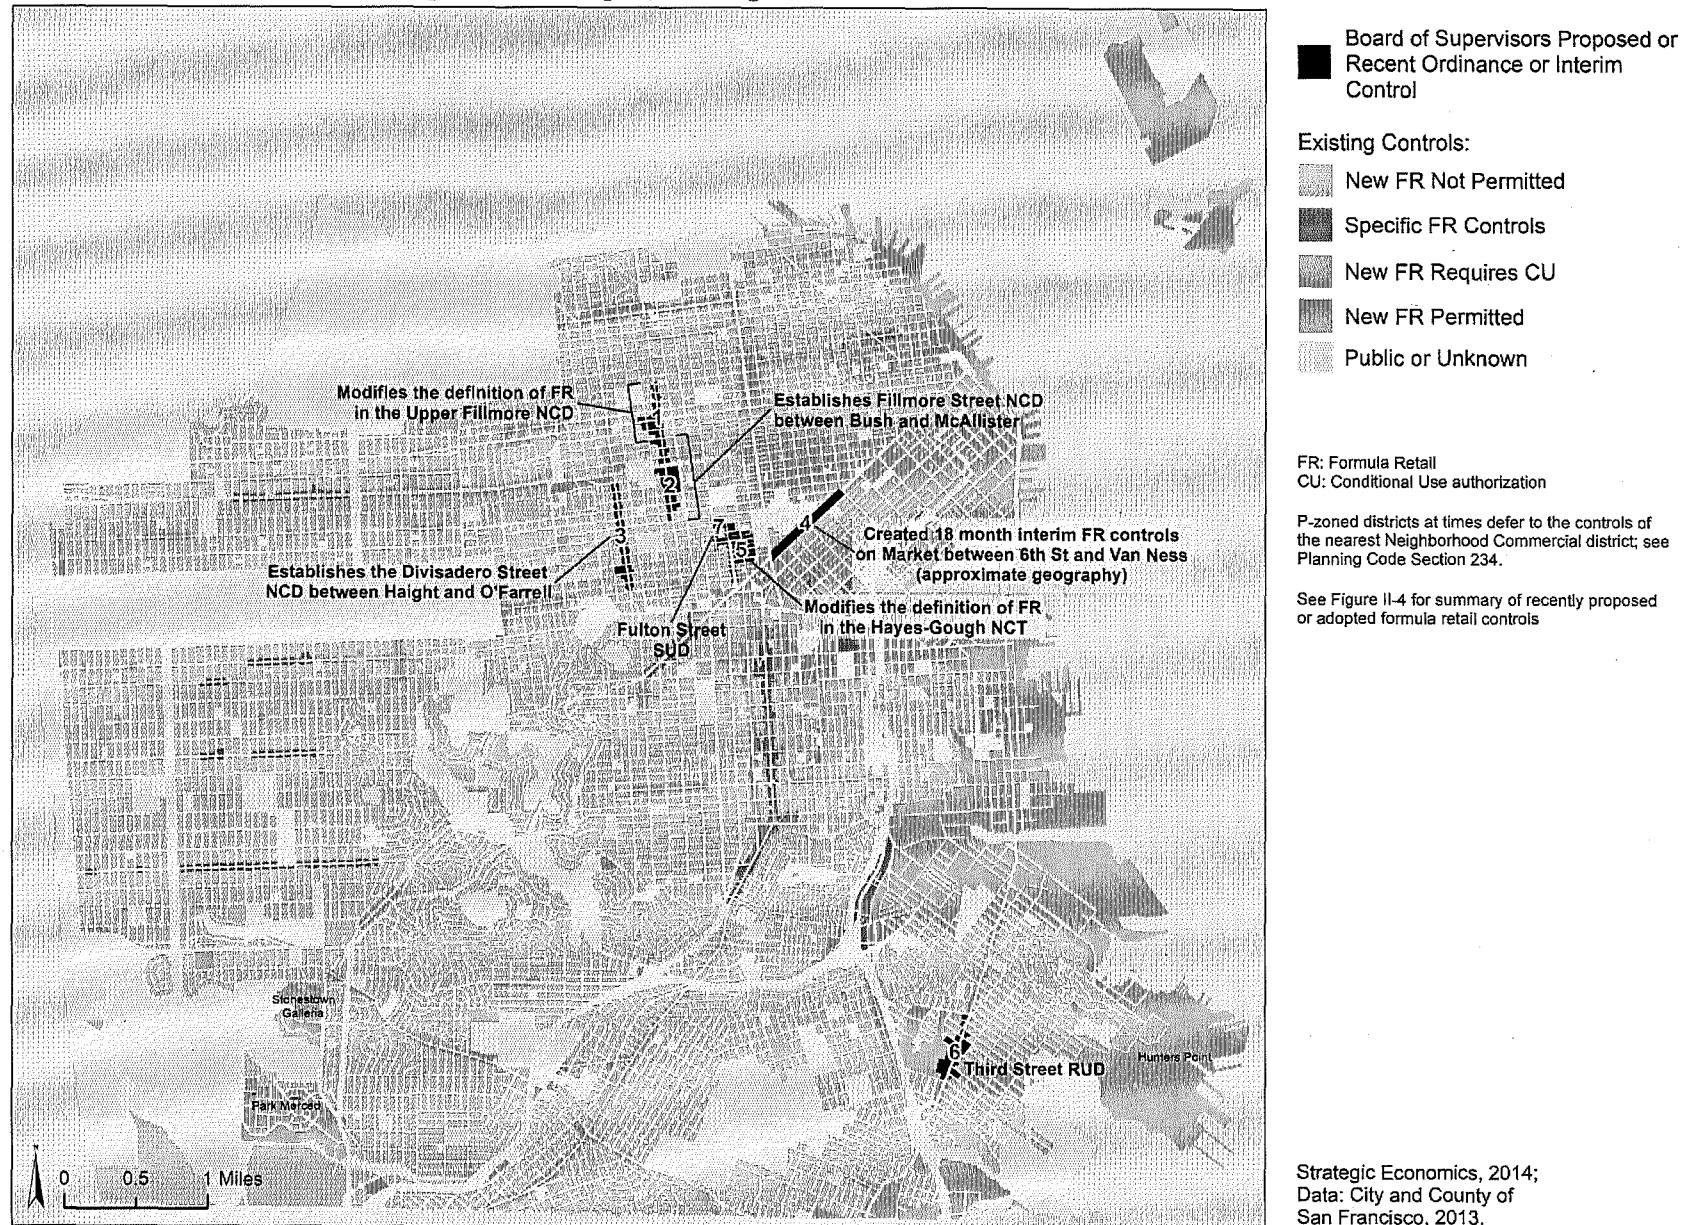 Modifies the definition of FR
in the Upper Fillmore NCD
1
Establishes Fillmore Street NCD
between Bush and McAllister
2
3
Establishes the Divisadero Street
NCD between Haight and O'Farrell
4
Created 18 month interim FR controls
on Market between 6th St and Van Ness
(approximate geography)
7
5
Modifies the definition of FR
in the Hayes-Gough NCT
Fulton Street
SUD
Stonestown
Galleria
Park Merced
6
Third Street RUD
Hunters Point
0 0.5 1 Miles
Board of Supervisors Proposed or
Recent Ordinance or Interim
Control
Existing Controls:
New FR Not Permitted
Specific FR Controls
New FR Requires CU
New FR Permitted
Public or Unknown
FR: Formula Retail
CU: Conditional Use authorization
P-zoned districts at times defer to the controls of
the nearest Neighborhood Commercial district; see
Planning Code Section 234.
See Figure II-4 for summary of recently proposed
or adopted formula retail controls
Strategic Economics, 2014;
Data: City and County of
San Francisco, 2013.